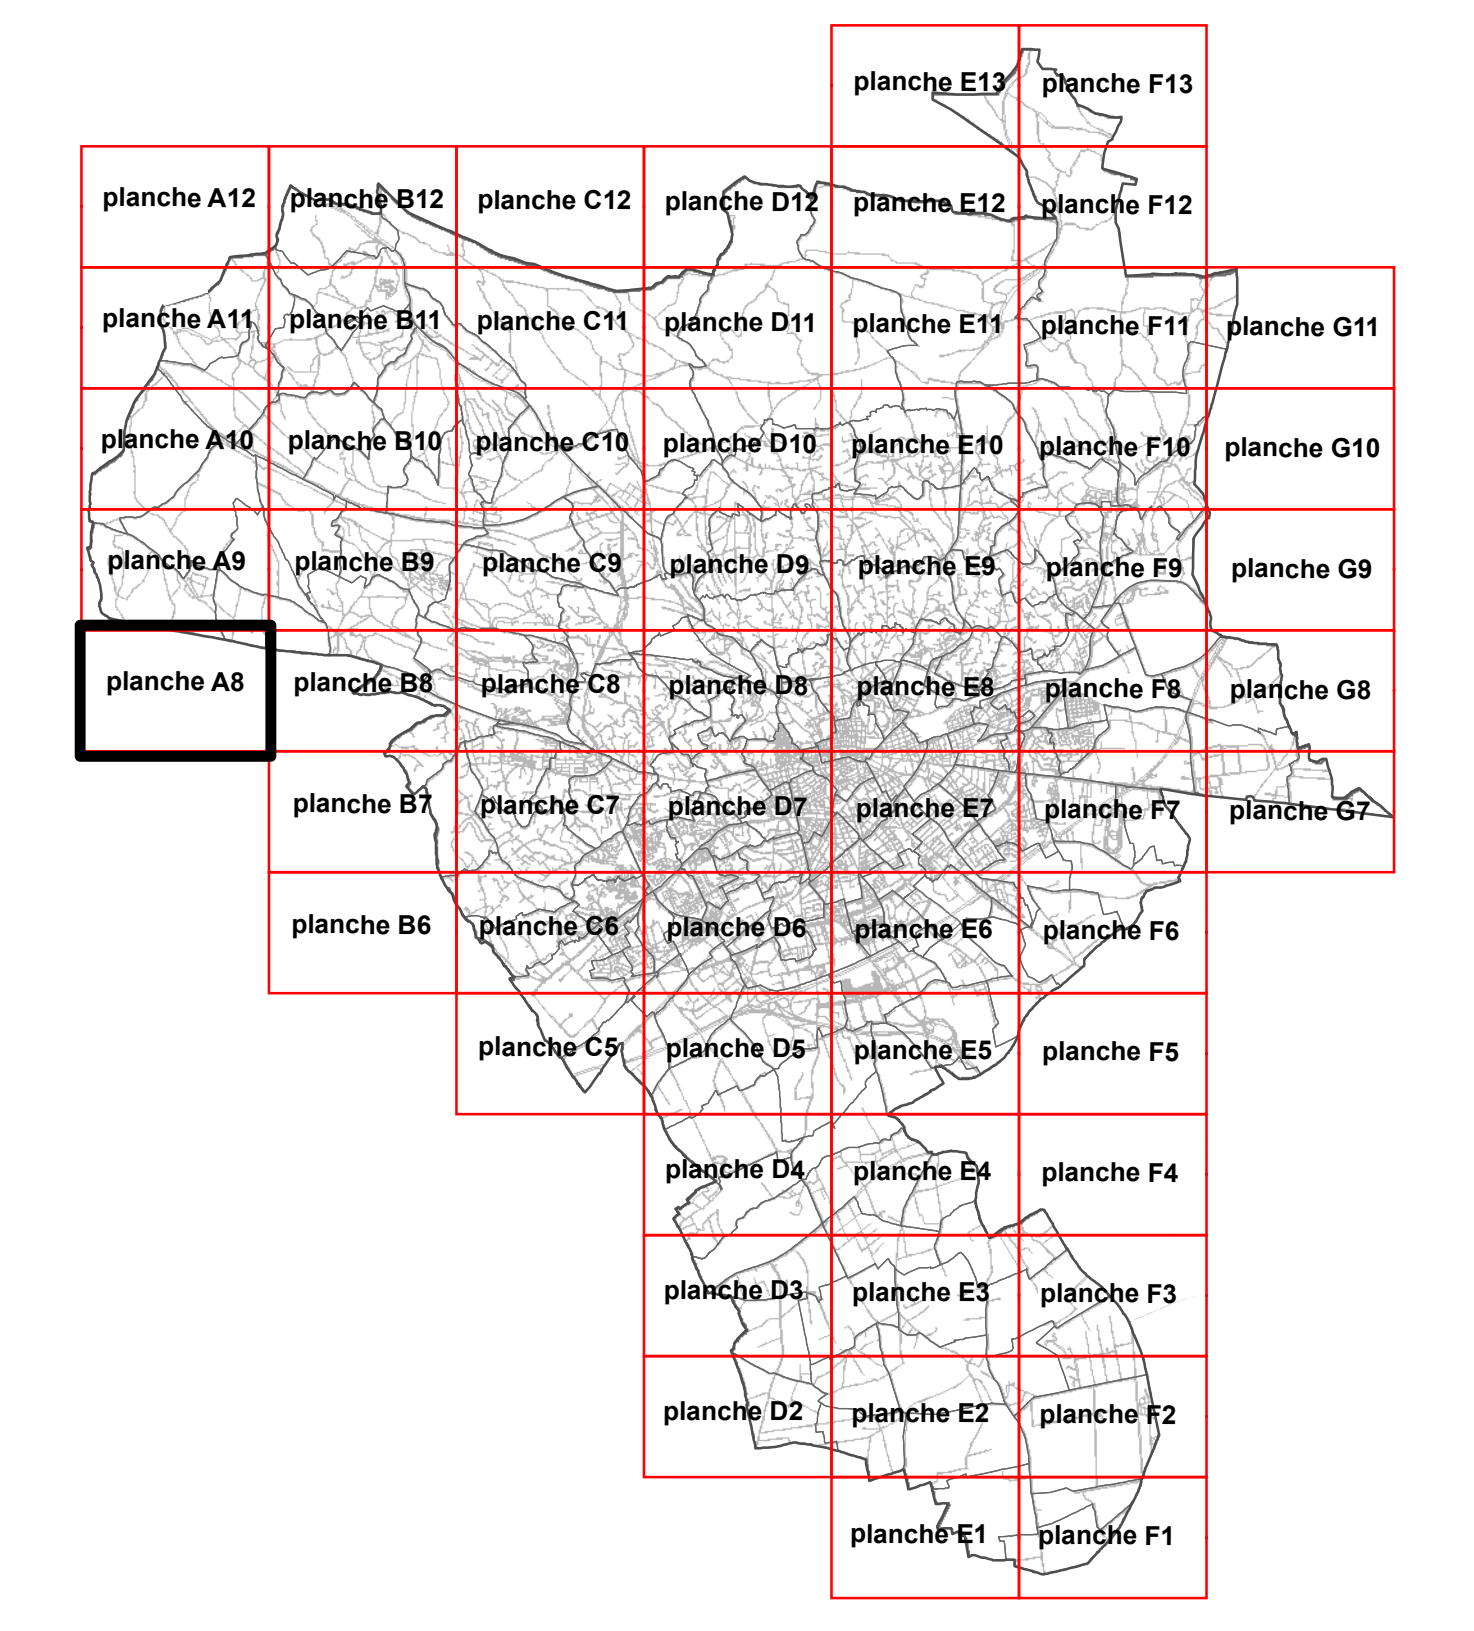 planche E13
planche F13
planche A12
planche B12
planche C12
planche D12
planche E12
planche F12
planche A11
planche B11
planche C11
planche D11
planche E11
planche F11
planche G11
planche A10
planche B10
planche C10
planche D10
planche E10
planche F10
planche G10
planche A9
planche B9
planche C9
planche D9
planche E9
planche F9
planche G9
planche A8
planche B8
planche C8
planche D8
planche E8
planche F8
planche G8
planche B7
planche C7
planche D7
planche E7
planche F7
planche G7
planche B6
planche C6
planche D6
planche E6
planche F6
planche C5
planche D5
planche E5
planche F5
planche D4
planche E4
planche F4
planche D3
planche E3
planche F3
planche D2
planche E2
planche F2
planche E1
planche F1